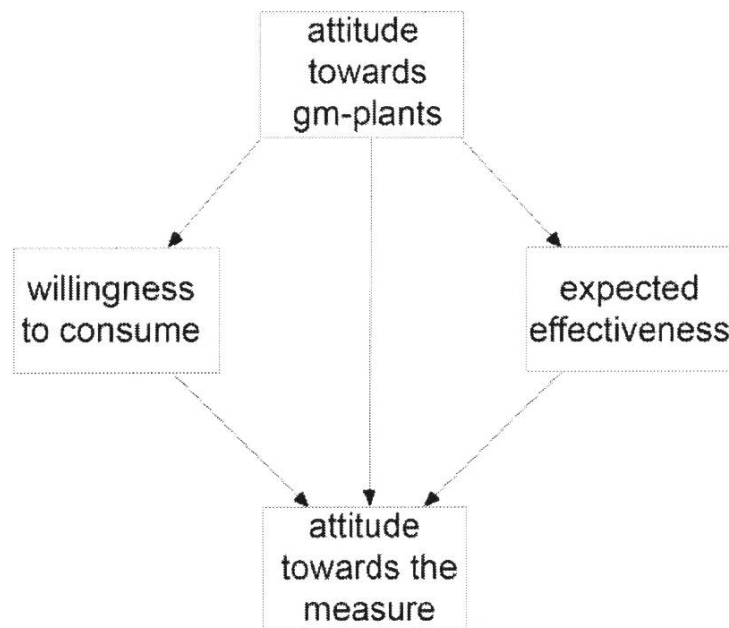 attitude
towards
gm-plants
willingness
to consume
expected
effectiveness
attitude
towards the
measure